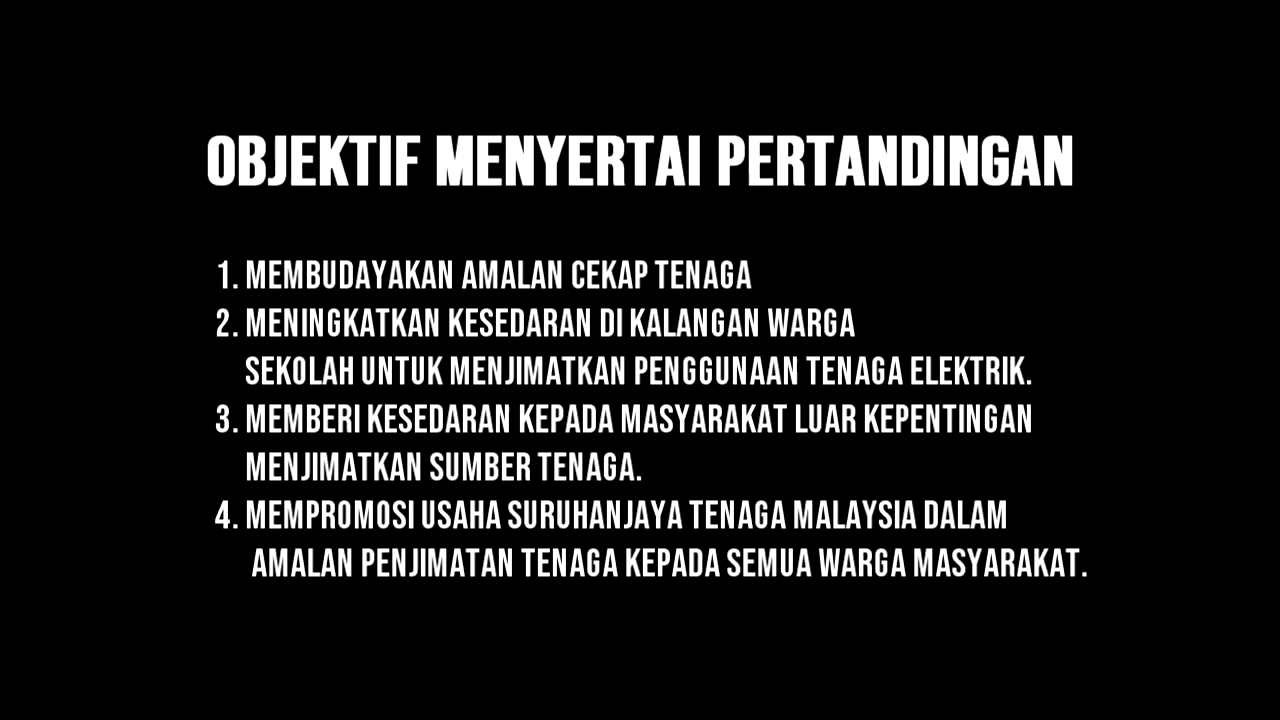 OBJEKTIF MENYERTAI PERTANDINGAN
1. MEMBUDAYAKAN AMALAN CEKAP TENAGA
2. MENINGKATKAN KESEDARAN DI KALANGAN WARGA
SEKOLAH UNTUK MENJIMATKAN PENGGUNAAN TENAGA ELEKTRIK.
3. MEMBERI KESEDARAN KEPADA MASYARAKAT LUAR KEPENTINGAN
MENJIMATKAN SUMBER TENAGA.
4. MEMPROMOSI USAHA SURUHANJAYA TENAGA MALAYSIA DALAM
AMALAN PENJIMATAN TENAGA KEPADA SEMUA WARGA MASYARAKAT.